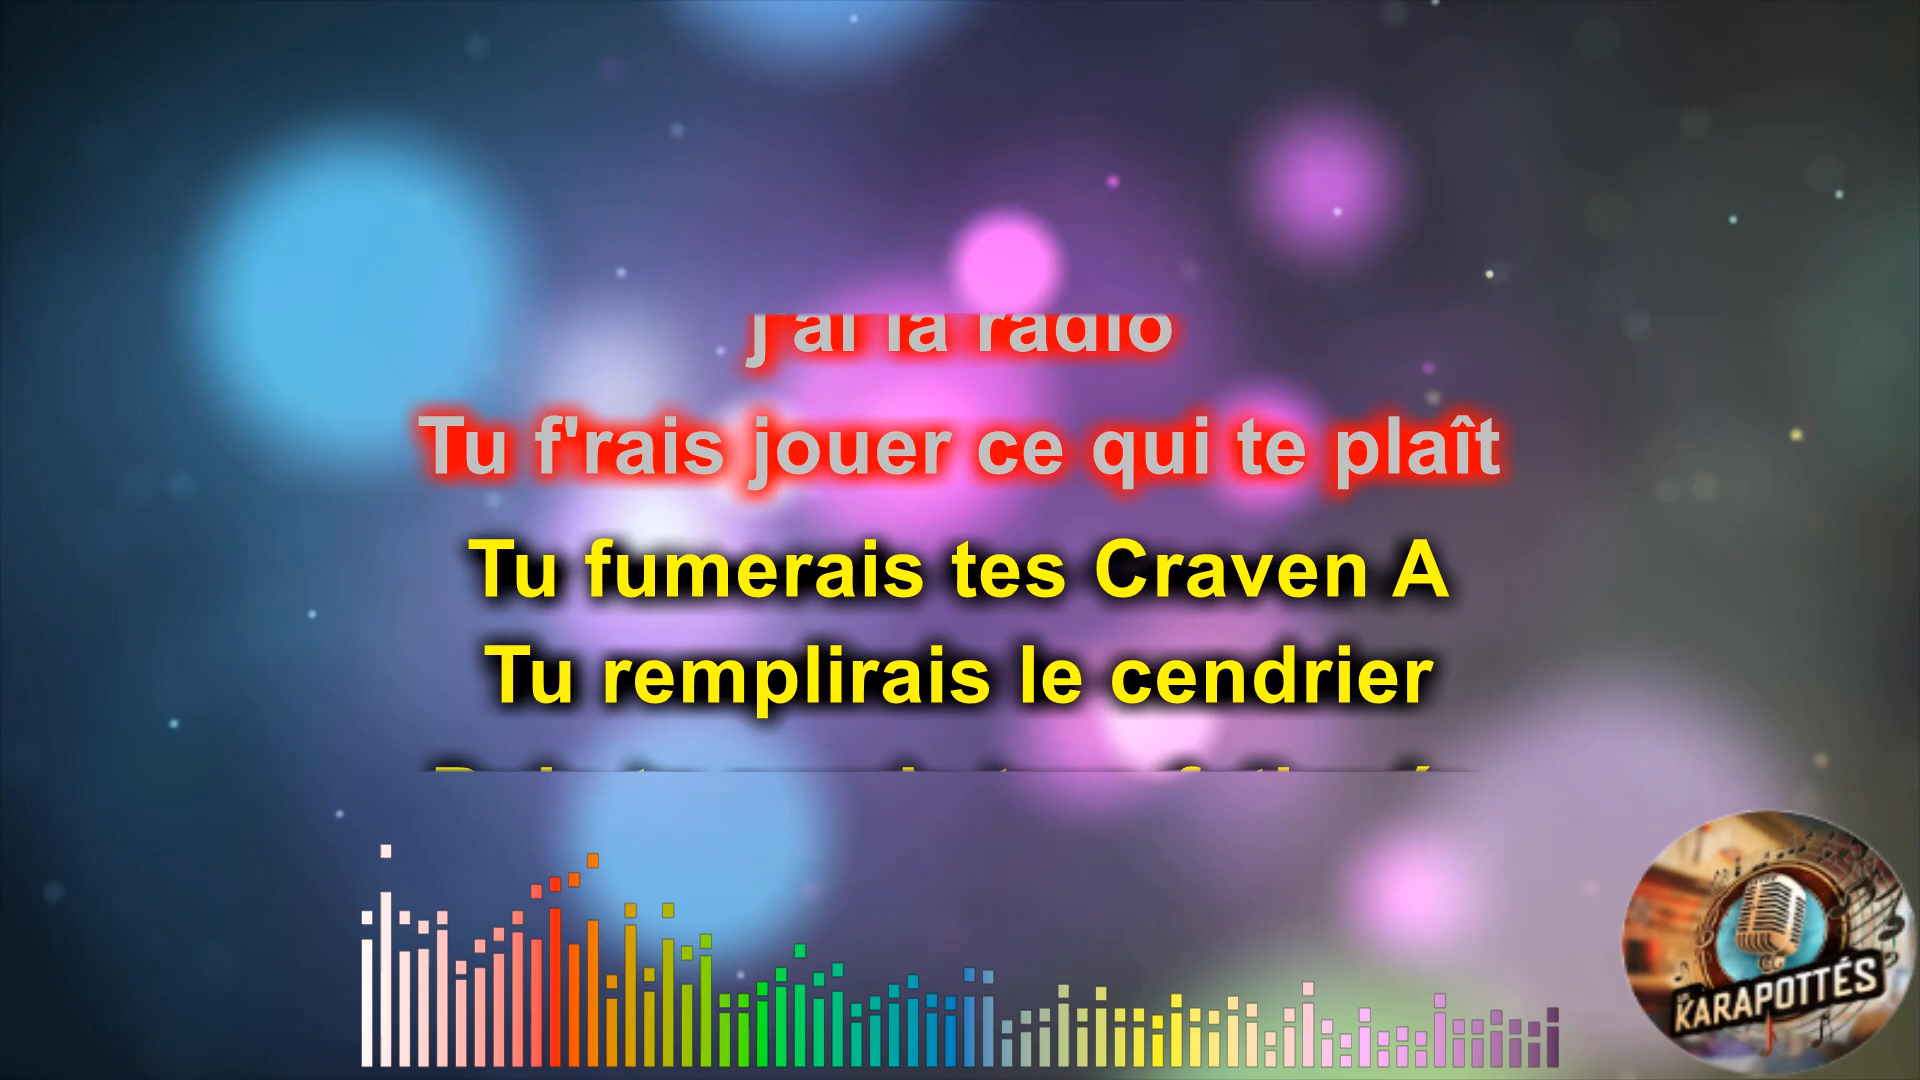 j'ai la radio
Tu f'rais jouer ce qui te plaît
Tu fumerais tes Craven A
Tu remplirais le cendrier
KARAPOTTÉS